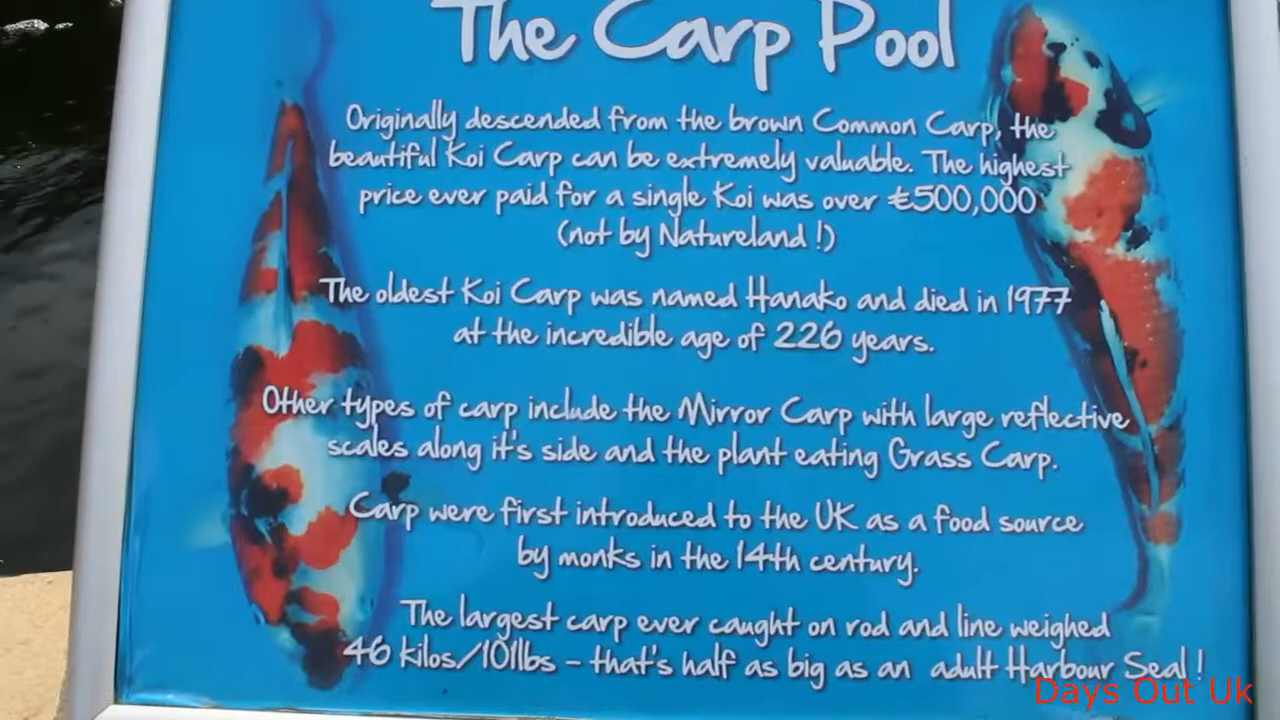 The Carp Pool
Originally descended from the brown Common Carp, the
beautiful Koi Carp can be extremely valuable. The highest
price ever paid for a single Koi was over £500,000
(not by Natureland !)
The oldest Koi Carp was named Hanako and died in 1977
at the incredible age of 226 years.
Other types of carp include the Mirror Carp with large reflective
scales along it's side and the plant eating Grass Carp.
Carp were first introduced to the UK as a food source
by monks in the 14th century.
The largest carp ever caught on rod and line weighed
46 kilos/101lbs – that's half as big as an adult Harbour Seal !
Days Out Uk